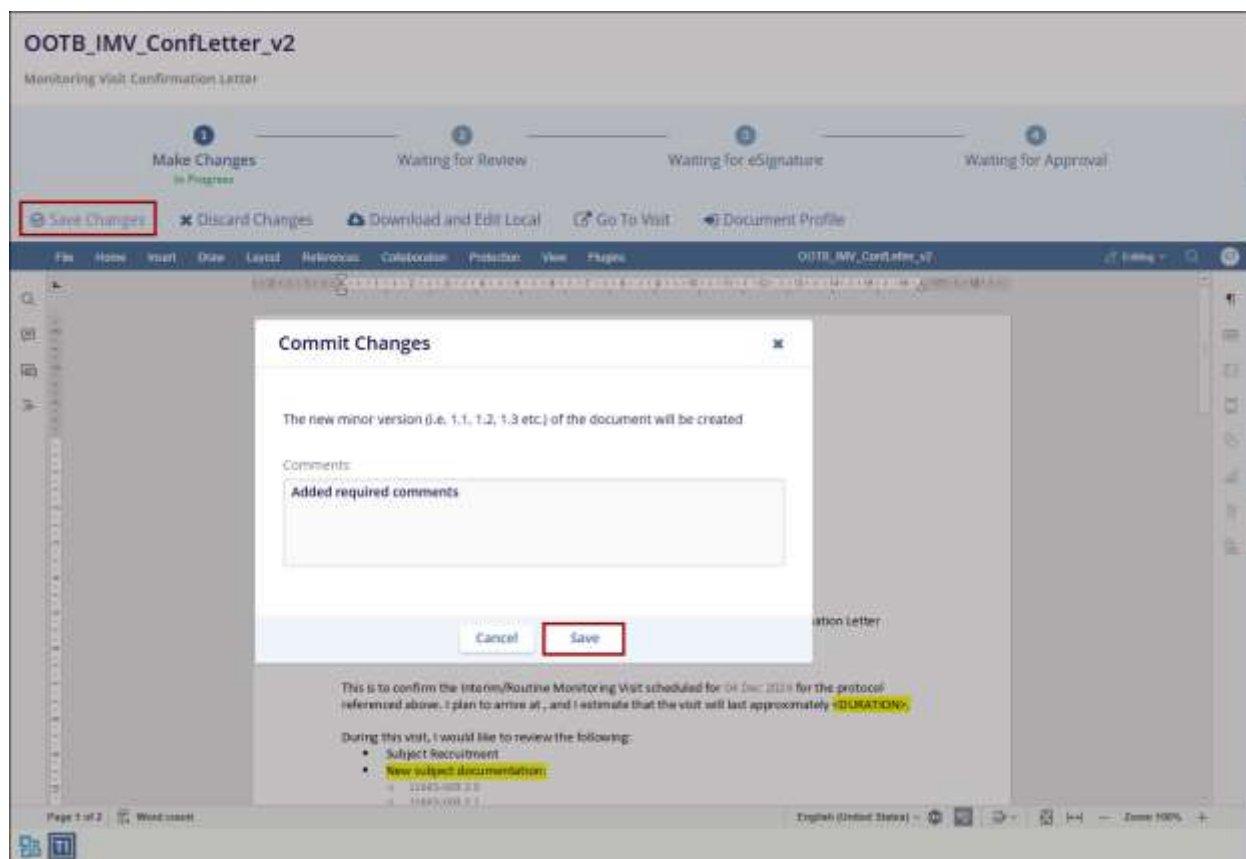 OOTB_IMV_ConfLetter_v2
Monitoring Visit Confirmation Letter
1 2 3 4
Make Changes Waiting for Review Waiting for eSignature Waiting for Approval
In Progress
Save Changes Discard Changes Download and Edit Local Go To Visit Document Profile
File Home Insert Draw Layout References Collaboration Protection View Plugins OOTB_IMV_ConfLetter_v2 Editing
Commit Changes
The new minor version (i.e. 1.1, 1.2, 1.3 etc.) of the document will be created
Comments
Added required comments
Cancel Save
ation Letter
This is to confirm the Interim/Routine Monitoring Visit scheduled for 04 Dec 2024 for the protocol
referenced above. I plan to arrive at , and I estimate that the visit will last approximately <DURATION>.
During this visit, I would like to review the following:
• Subject Recruitment
• New subject documentation:
Page 1 of 2 Word count English (United States) Zoom 100%